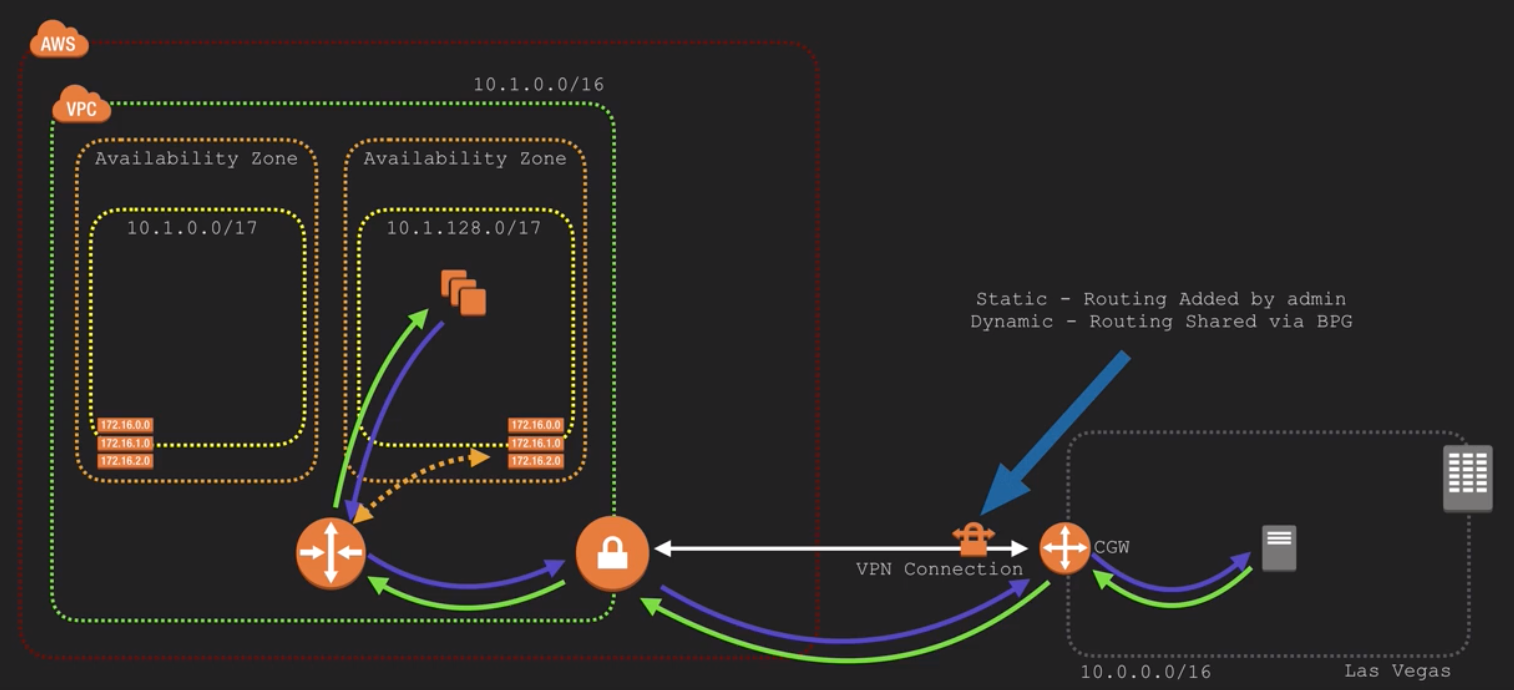 AWS
10.1.0.0/16
VPC
Availability Zone
Availability Zone
10.1.0.0/17
10.1.128.0/17
Static - Routing Added by admin
Dynamic - Routing Shared via BPG
172.16.0.0
172.16.1.0
172.16.2.0
172.16.0.0
172.16.1.0
172.16.2.0
CGW
VPN Connection
10.0.0.0/16
Las Vegas